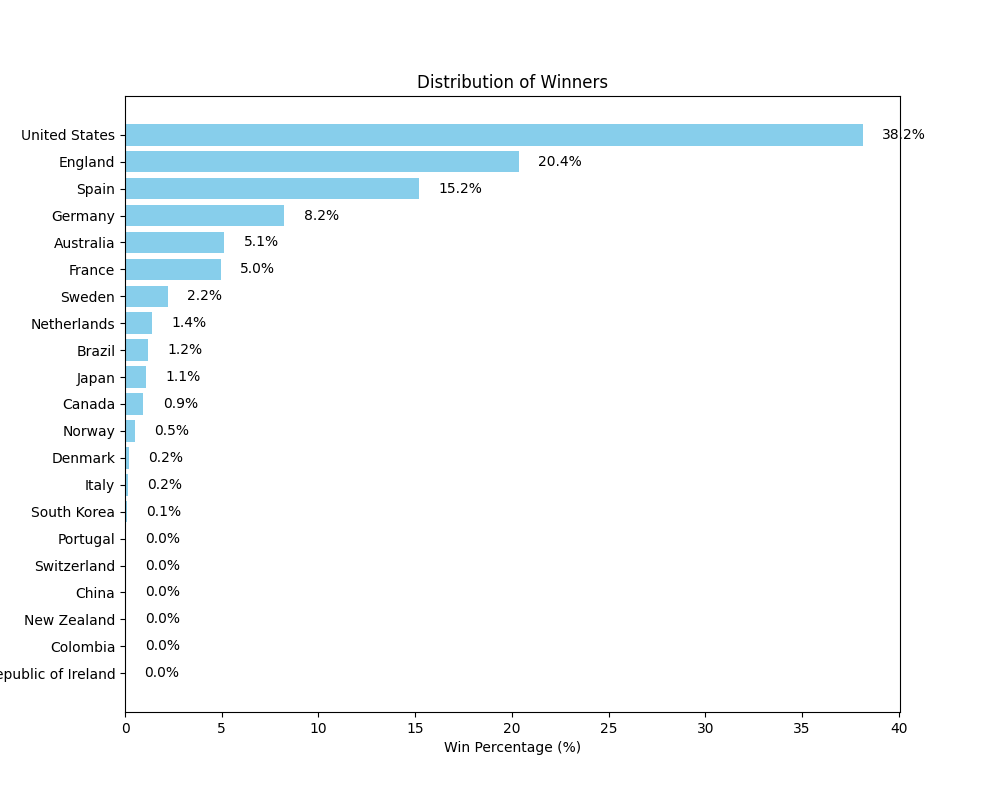 Distribution of Winners
United States 38.2%
England 20.4%
Spain 15.2%
Germany 8.2%
Australia 5.1%
France 5.0%
Sweden 2.2%
Netherlands 1.4%
Brazil 1.2%
Japan 1.1%
Canada 0.9%
Norway 0.5%
Denmark 0.2%
Italy 0.2%
South Korea 0.1%
Portugal 0.0%
Switzerland 0.0%
China 0.0%
New Zealand 0.0%
Colombia 0.0%
epublic of Ireland 0.0%
0 5 10 15 20 25 30 35 40
Win Percentage (%)